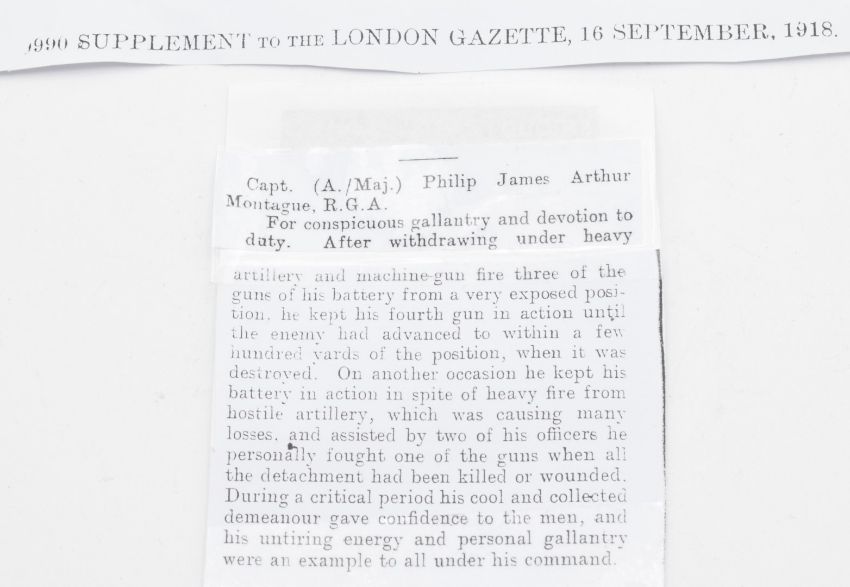 990 SUPPLEMENT TO THE LONDON GAZETTE, 16 SEPTEMBER, 1918.
Capt. (A./Maj.) Philip James Arthur
Montague, R.G.A.
For conspicuous gallantry and devotion to
duty. After withdrawing under heavy
artillery and machine-gun fire three of the
guns of his battery from a very exposed posi-
tion, he kept his fourth gun in action until
the enemy had advanced to within a few
hundred yards of the position, when it was
destroyed. On another occasion he kept his
battery in action in spite of heavy fire from
hostile artillery, which was causing many
losses, and assisted by two of his officers he
personally fought one of the guns when all
the detachment had been killed or wounded.
During a critical period his cool and collected
demeanour gave confidence to the men, and
his untiring energy and personal gallantry
were an example to all under his command.